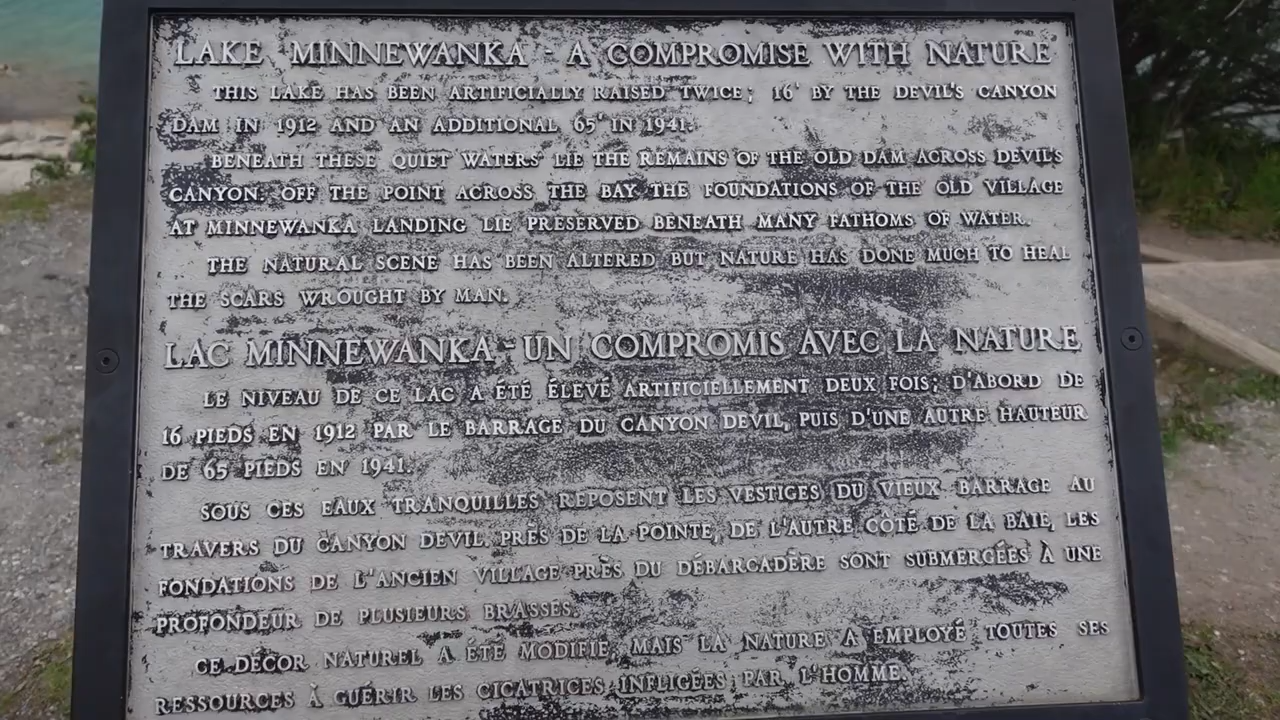 LAKE MINNEWANKA - A COMPROMISE WITH NATURE
THIS LAKE HAS BEEN ARTIFICIALLY RAISED TWICE; 16' BY THE DEVIL'S CANYON
DAM IN 1912 AND AN ADDITIONAL 65' IN 1941.
BENEATH THESE QUIET WATERS LIE THE REMAINS OF THE OLD DAM ACROSS DEVIL'S
CANYON. OFF THE POINT ACROSS THE BAY THE FOUNDATIONS OF THE OLD VILLAGE
AT MINNEWANKA LANDING LIE PRESERVED BENEATH MANY FATHOMS OF WATER.
THE NATURAL SCENE HAS BEEN ALTERED BUT NATURE HAS DONE MUCH TO HEAL
THE SCARS WROUGHT BY MAN.
LAC MINNEWANKA - UN COMPROMIS AVEC LA NATURE
LE NIVEAU DE CE LAC A ÉTÉ ÉLEVÉ ARTIFICIELLEMENT DEUX FOIS; D'ABORD DE
16 PIEDS EN 1912 PAR LE BARRAGE DU CANYON DEVIL, PUIS D'UNE AUTRE HAUTEUR
DE 65 PIEDS EN 1941.
SOUS CES EAUX TRANQUILLES REPOSENT LES VESTIGES DU VIEUX BARRAGE AU
TRAVERS DU CANYON DEVIL. PRÈS DE LA POINTE, DE L'AUTRE CÔTÉ DE LA BAIE, LES
FONDATIONS DE L'ANCIEN VILLAGE PRÈS DU DÉBARCADÈRE SONT SUBMERGÉES À UNE
PROFONDEUR DE PLUSIEURS BRASSES.
CE DÉCOR NATUREL A ÉTÉ MODIFIÉ, MAIS LA NATURE A EMPLOYÉ TOUTES SES
RESSOURCES À GUÉRIR LES CICATRICES INFLIGÉES PAR L'HOMME.